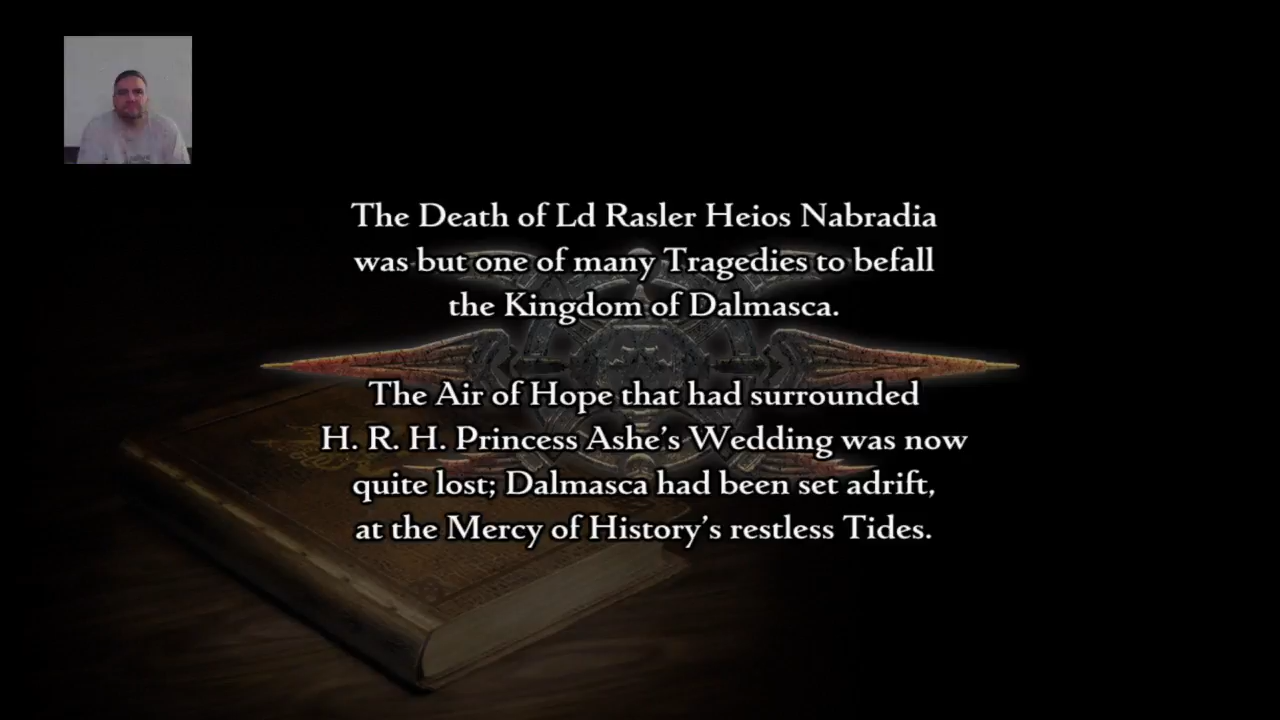 The Death of Ld Rasler Heios Nabradia
was but one of many Tragedies to befall
the Kingdom of Dalmasca.
The Air of Hope that had surrounded
H. R. H. Princess Ashe's Wedding was now
quite lost; Dalmasca had been set adrift,
at the Mercy of History's restless Tides.